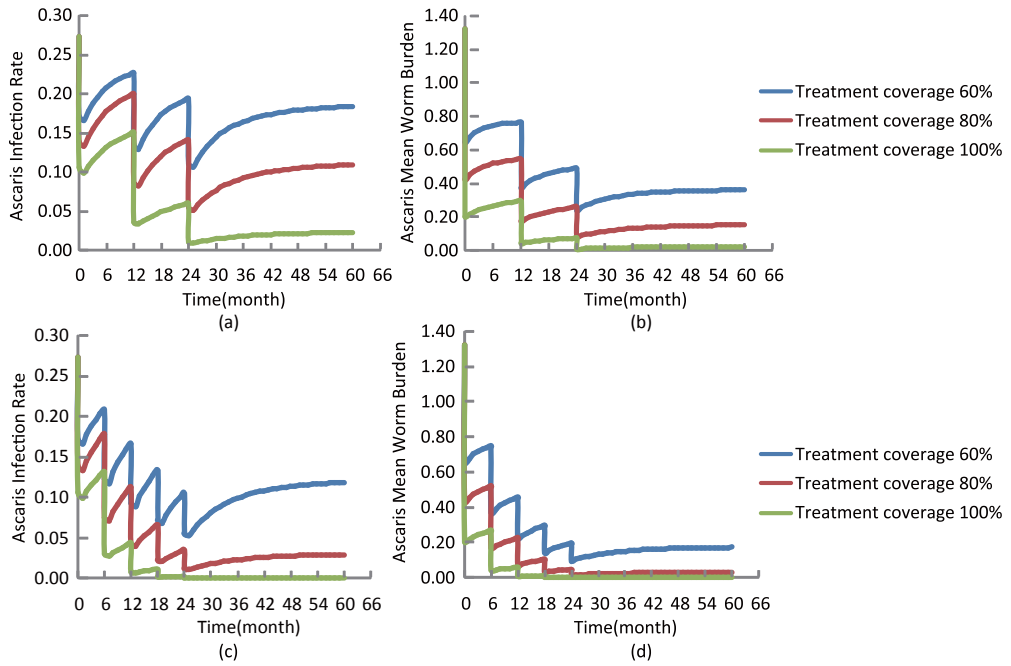 Ascaris Infection Rate
0.30
0.25
0.20
0.15
0.10
0.05
0.00
0 6 12 18 24 30 36 42 48 54 60 66
Time(month)
(a)
Ascaris Mean Worm Burden
1.40
1.20
1.00
0.80
0.60
0.40
0.20
0.00
0 6 12 18 24 30 36 42 48 54 60 66
Time(month)
(b)
Treatment coverage 60%
Treatment coverage 80%
Treatment coverage 100%
Ascaris Infection Rate
0.30
0.25
0.20
0.15
0.10
0.05
0.00
0 6 12 18 24 30 36 42 48 54 60 66
Time(month)
(c)
Ascaris Mean Worm Burden
1.40
1.20
1.00
0.80
0.60
0.40
0.20
0.00
0 6 12 18 24 30 36 42 48 54 60 66
Time(month)
(d)
Treatment coverage 60%
Treatment coverage 80%
Treatment coverage 100%